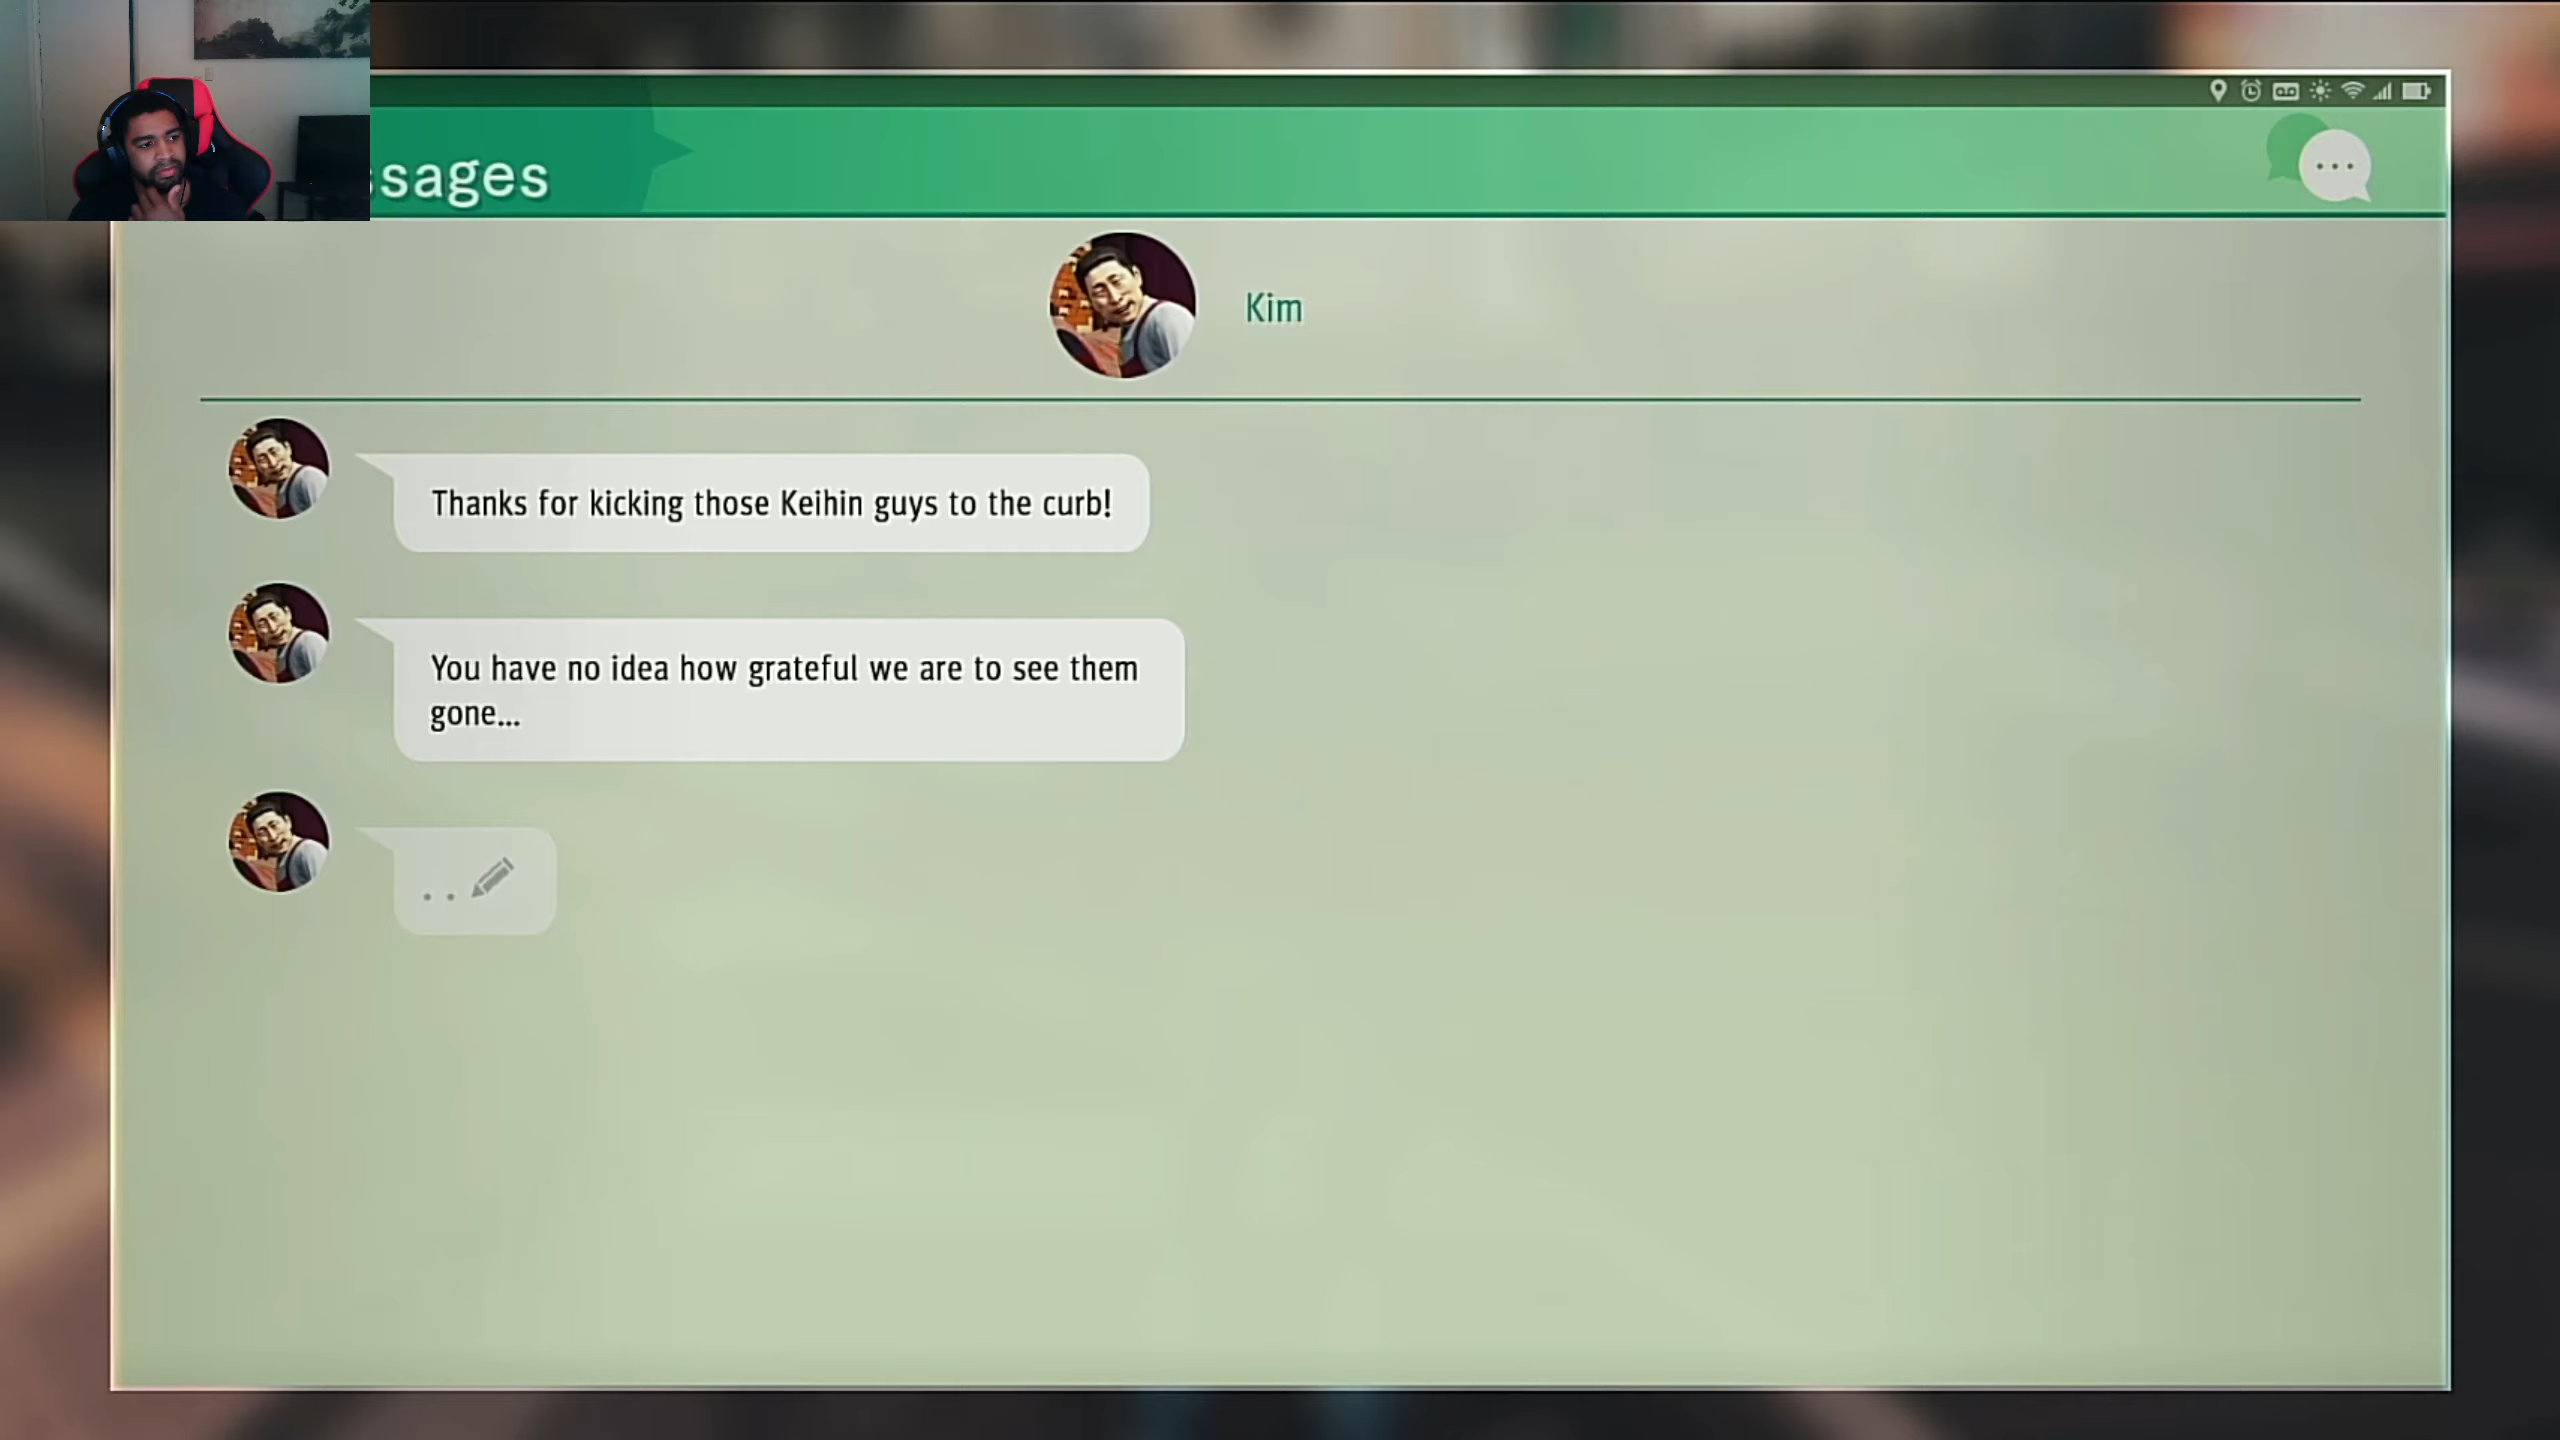 ssages
Kim
Thanks for kicking those Keihin guys to the curb!
You have no idea how grateful we are to see them
gone...